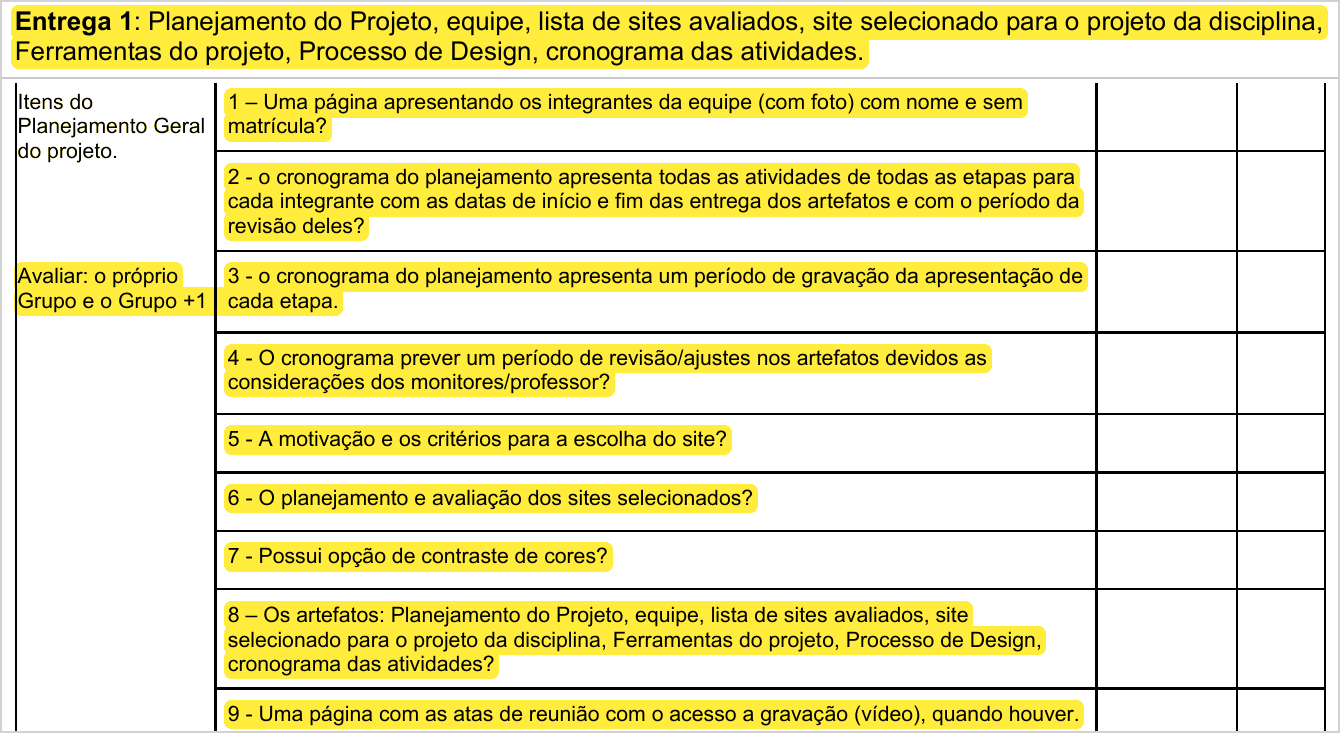 Entrega 1: Planejamento do Projeto, equipe, lista de sites avaliados, site selecionado para o projeto da disciplina,
Ferramentas do projeto, Processo de Design, cronograma das atividades.
Itens do
Planejamento Geral
do projeto.
1 – Uma página apresentando os integrantes da equipe (com foto) com nome e sem
matrícula?
2 - o cronograma do planejamento apresenta todas as atividades de todas as etapas para
cada integrante com as datas de início e fim das entrega dos artefatos e com o período da
revisão deles?
Avaliar: o próprio
Grupo e o Grupo +1
3 - o cronograma do planejamento apresenta um período de gravação da apresentação de
cada etapa.
4 - O cronograma prever um período de revisão/ajustes nos artefatos devidos as
considerações dos monitores/professor?
5 - A motivação e os critérios para a escolha do site?
6 - O planejamento e avaliação dos sites selecionados?
7 - Possui opção de contraste de cores?
8 – Os artefatos: Planejamento do Projeto, equipe, lista de sites avaliados, site
selecionado para o projeto da disciplina, Ferramentas do projeto, Processo de Design,
cronograma das atividades?
9 - Uma página com as atas de reunião com o acesso a gravação (vídeo), quando houver.